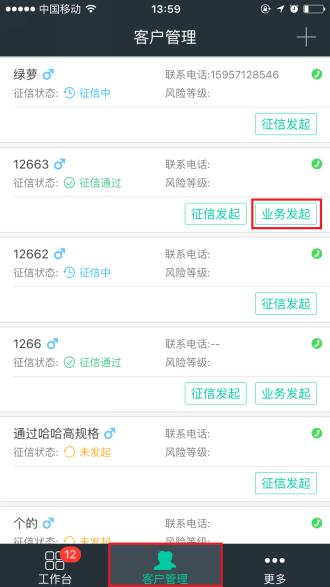 中国移动 13:59
客户管理
绿萝 联系电话:15957128546
征信状态: 征信中 风险等级:
征信发起
12663 联系电话:
征信状态: 征信通过 风险等级:
征信发起 业务发起
12662 联系电话:
征信状态: 征信中 风险等级:
征信发起
1266 联系电话:--
征信状态: 征信通过 风险等级:
征信发起 业务发起
通过哈哈高规格 联系电话:
征信状态: 未发起 风险等级:
征信发起
个的 联系电话:
征信状态: 未发起 风险等级:
12
工作台 客户管理 更多